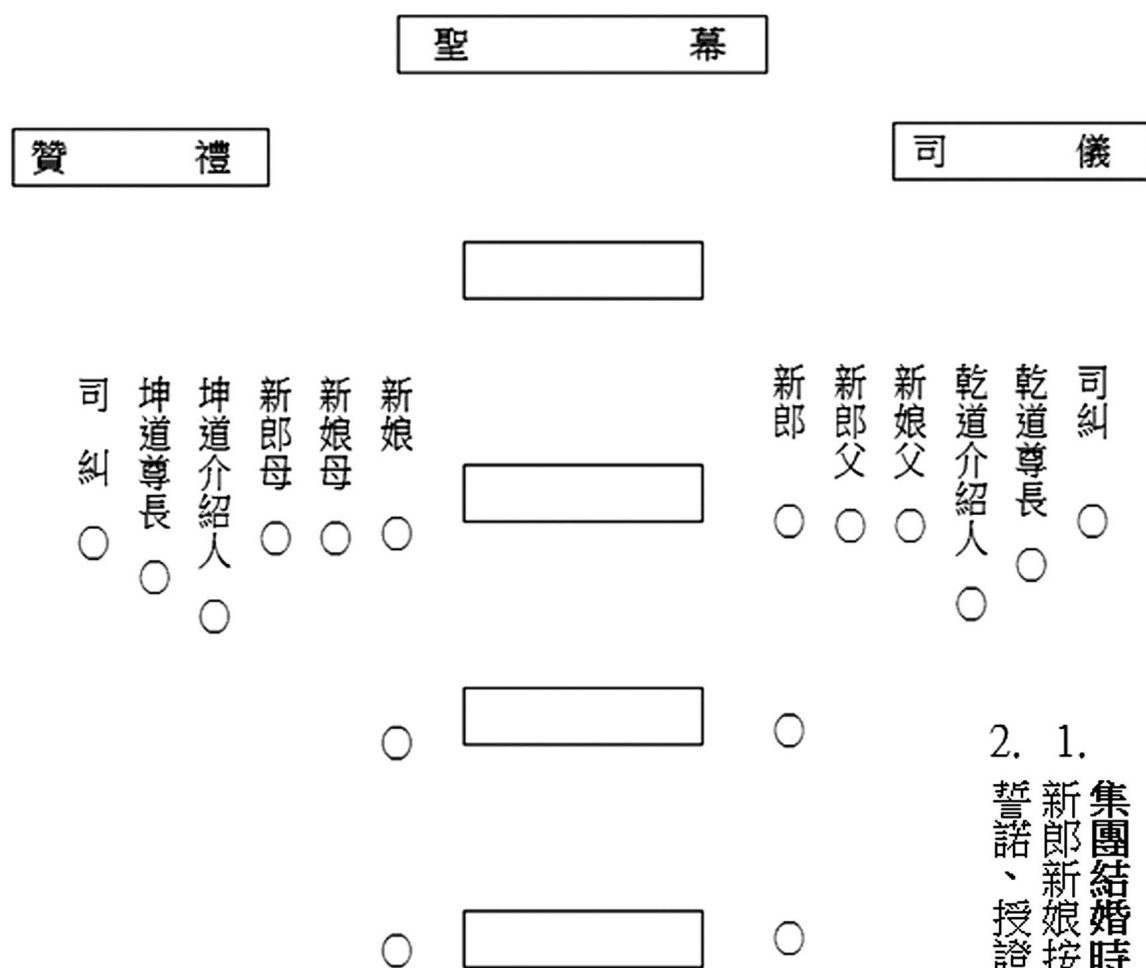 聖 幕
贊 禮
司 儀
司糾
乾道尊長
乾道介紹人
新娘父
新郎父
新郎
新娘
新娘母
新郎母
坤道介紹人
坤道尊長
司糾
集團結婚時
1. 新郎新娘按
2. 誓諾、授證